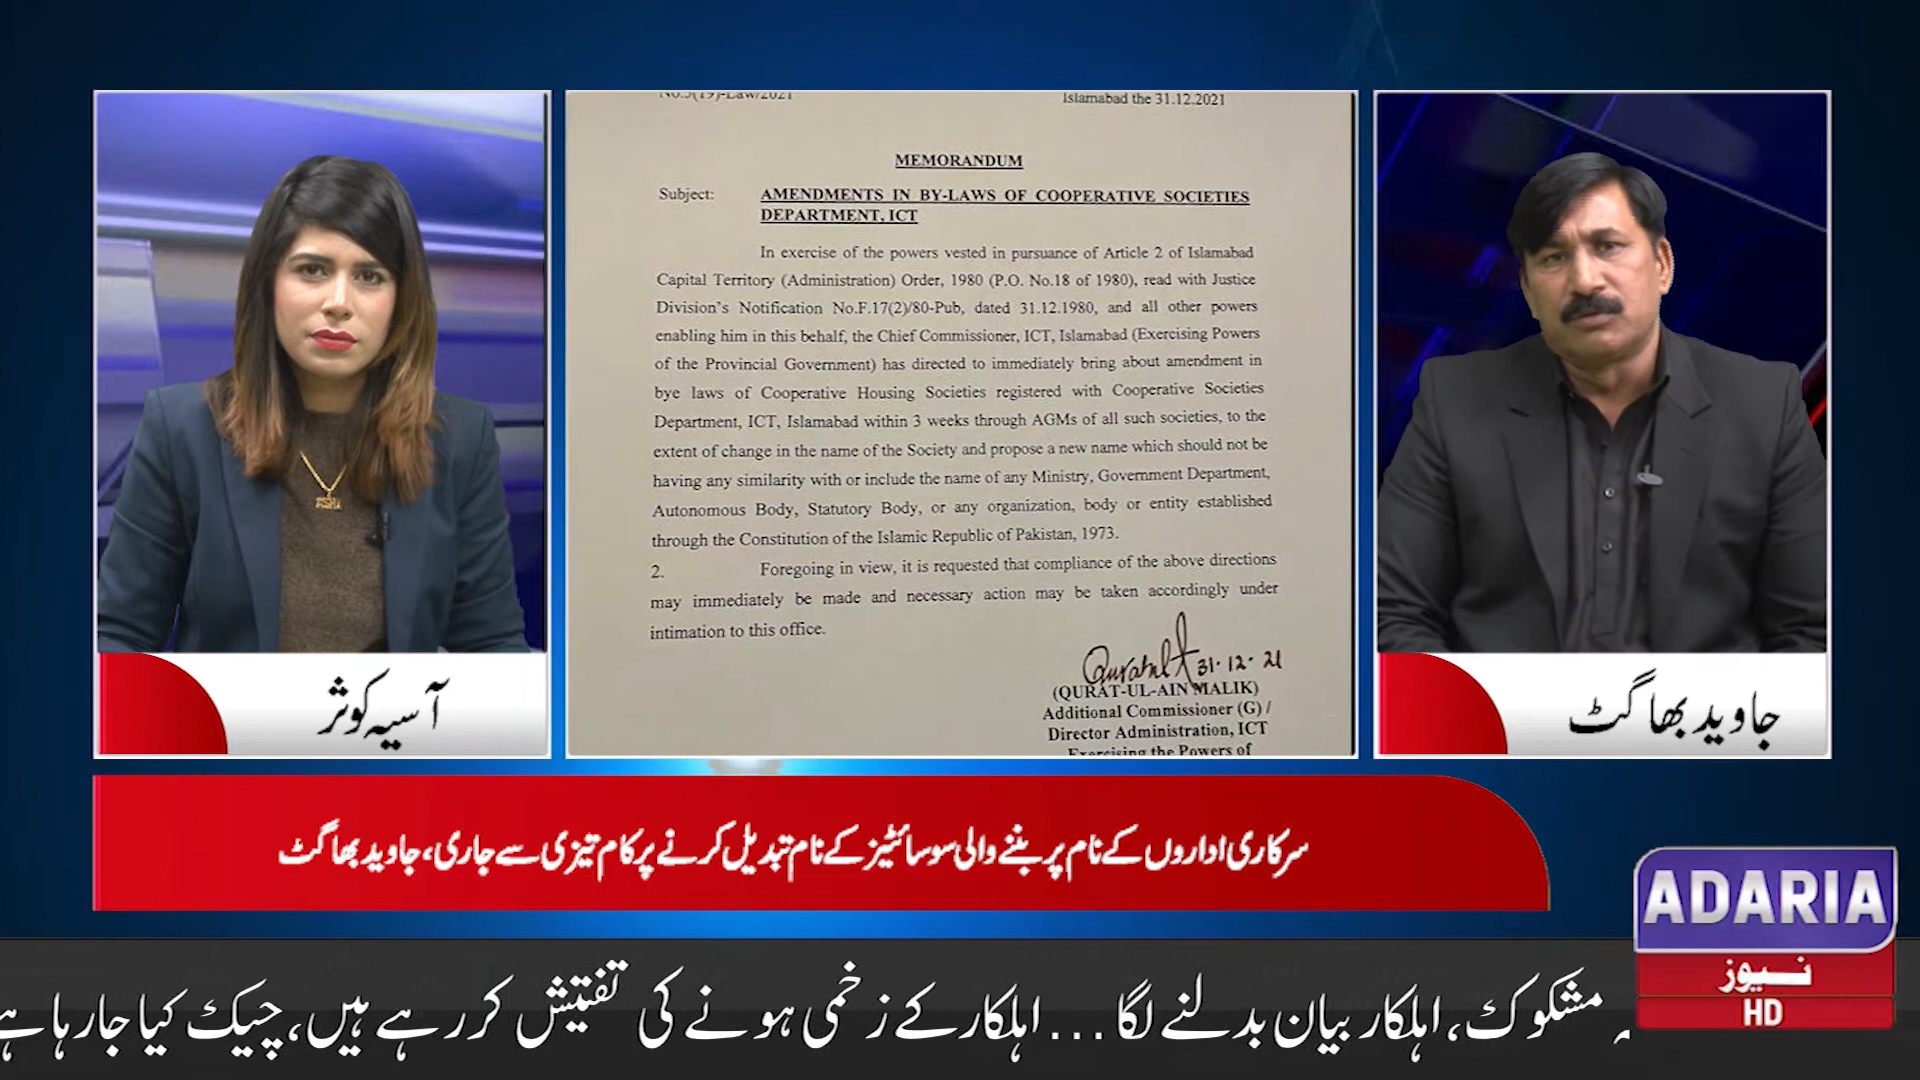 No.5(19)-Law/2021
Islamabad the 31.12.2021
MEMORANDUM
Subject: AMENDMENTS IN BY-LAWS OF COOPERATIVE SOCIETIES
DEPARTMENT, ICT
In exercise of the powers vested in pursuance of Article 2 of Islamabad
Capital Territory (Administration) Order, 1980 (P.O. No.18 of 1980), read with Justice
Division's Notification No.F.17(2)/80-Pub, dated 31.12.1980, and all other powers
enabling him in this behalf, the Chief Commissioner, ICT, Islamabad (Exercising Powers
of the Provincial Government) has directed to immediately bring about amendment in
bye laws of Cooperative Housing Societies registered with Cooperative Societies
Department, ICT, Islamabad within 3 weeks through AGMs of all such societies, to the
extent of change in the name of the Society and propose a new name which should not be
having any similarity with or include the name of any Ministry, Government Department,
Autonomous Body, Statutory Body, or any organization, body or entity established
through the Constitution of the Islamic Republic of Pakistan, 1973.
2. Foregoing in view, it is requested that compliance of the above directions
may immediately be made and necessary action may be taken accordingly under
intimation to this office.
31-12-21
(QURAT-UL-AIN MALIK)
Additional Commissioner (G) /
Director Administration, ICT
Exercising the Powers of
آسیہ کوثر
جاوید بھاگٹ
سرکاری اداروں کے نام پر بننے والی سوسائٹیز کے نام تبدیل کرنے پر کام تیزی سے جاری، جاوید بھاگٹ
ADARIA
نیوز
HD
مشکوک، اہلکار بیان بدلنے لگا... اہلکار کے زخمی ہونے کی تفتیش کر رہے ہیں، چیک کیا جا رہا ہے